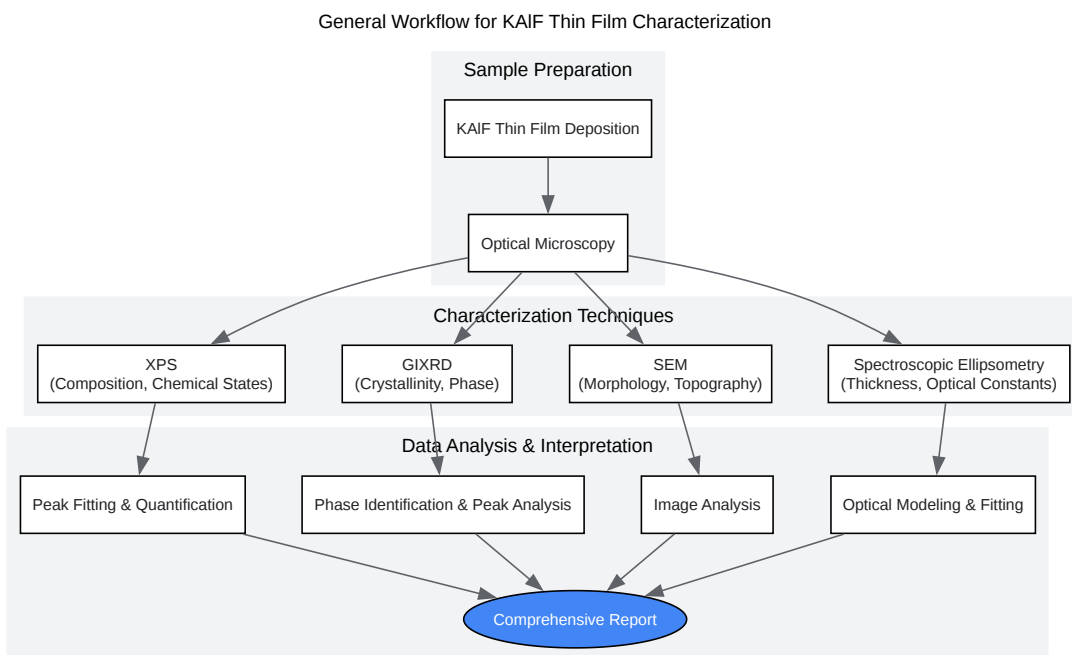 General Workflow for KAlF Thin Film Characterization
Sample Preparation
KAlF Thin Film Deposition
Optical Microscopy
Characterization Techniques
XPS
(Composition, Chemical States)
GIXRD
(Crystallinity, Phase)
SEM
(Morphology, Topography)
Spectroscopic Ellipsometry
(Thickness, Optical Constants)
Data Analysis & Interpretation
Peak Fitting & Quantification
Phase Identification & Peak Analysis
Image Analysis
Optical Modeling & Fitting
Comprehensive Report